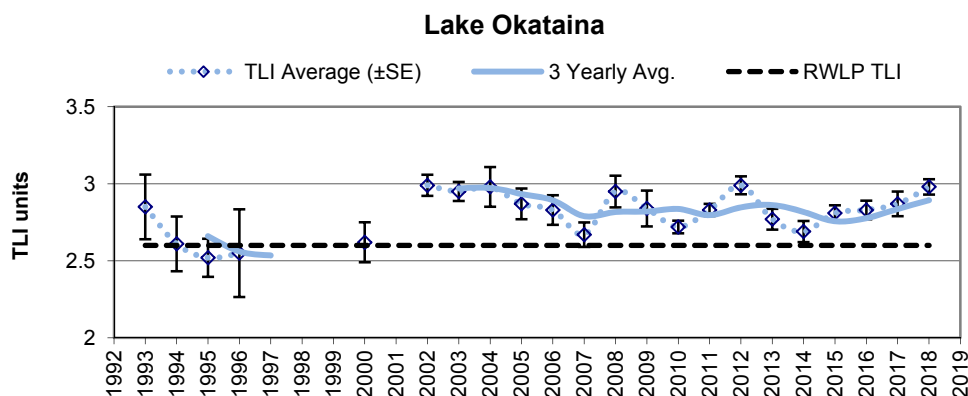 Lake Okataina
TLI Average (±SE) 3 Yearly Avg. RWLP TLI
TLI units
3.5
3
2.5
2
1992 1993 1994 1995 1996 1997 1998 1999 2000 2001 2002 2003 2004 2005 2006 2007 2008 2009 2010 2011 2012 2013 2014 2015 2016 2017 2018 2019